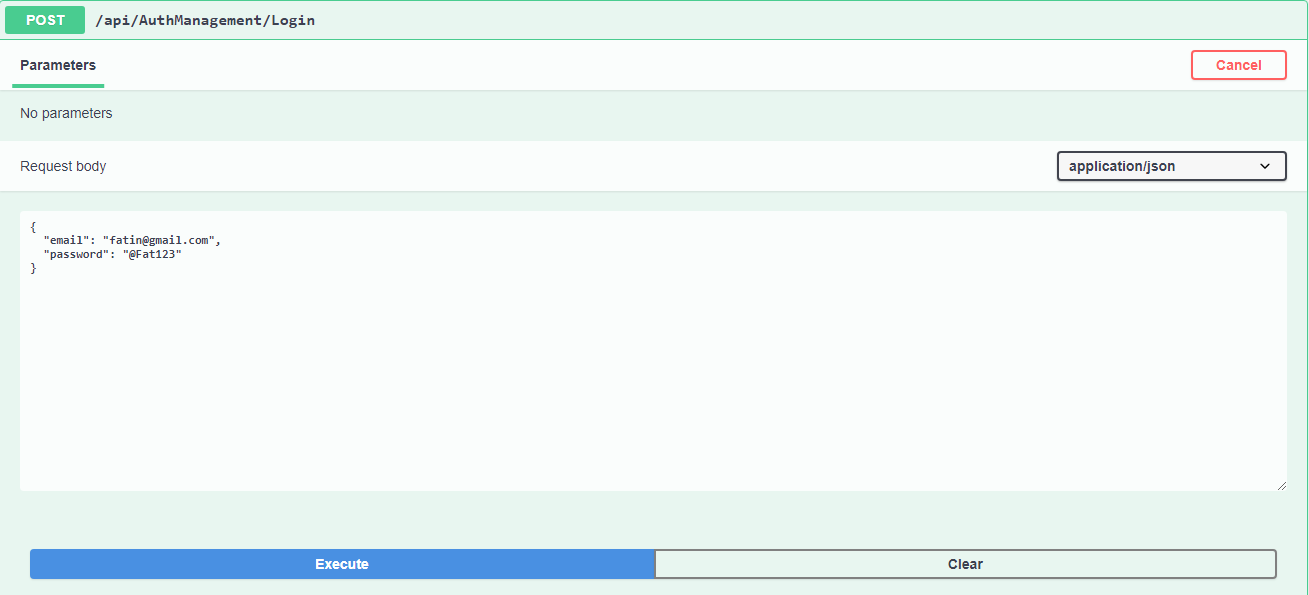 POST /api/AuthManagement/Login
Parameters
Cancel
No parameters
Request body
application/json
{
  "email": "fatin@gmail.com",
  "password": "@Fat123"
}
Execute
Clear